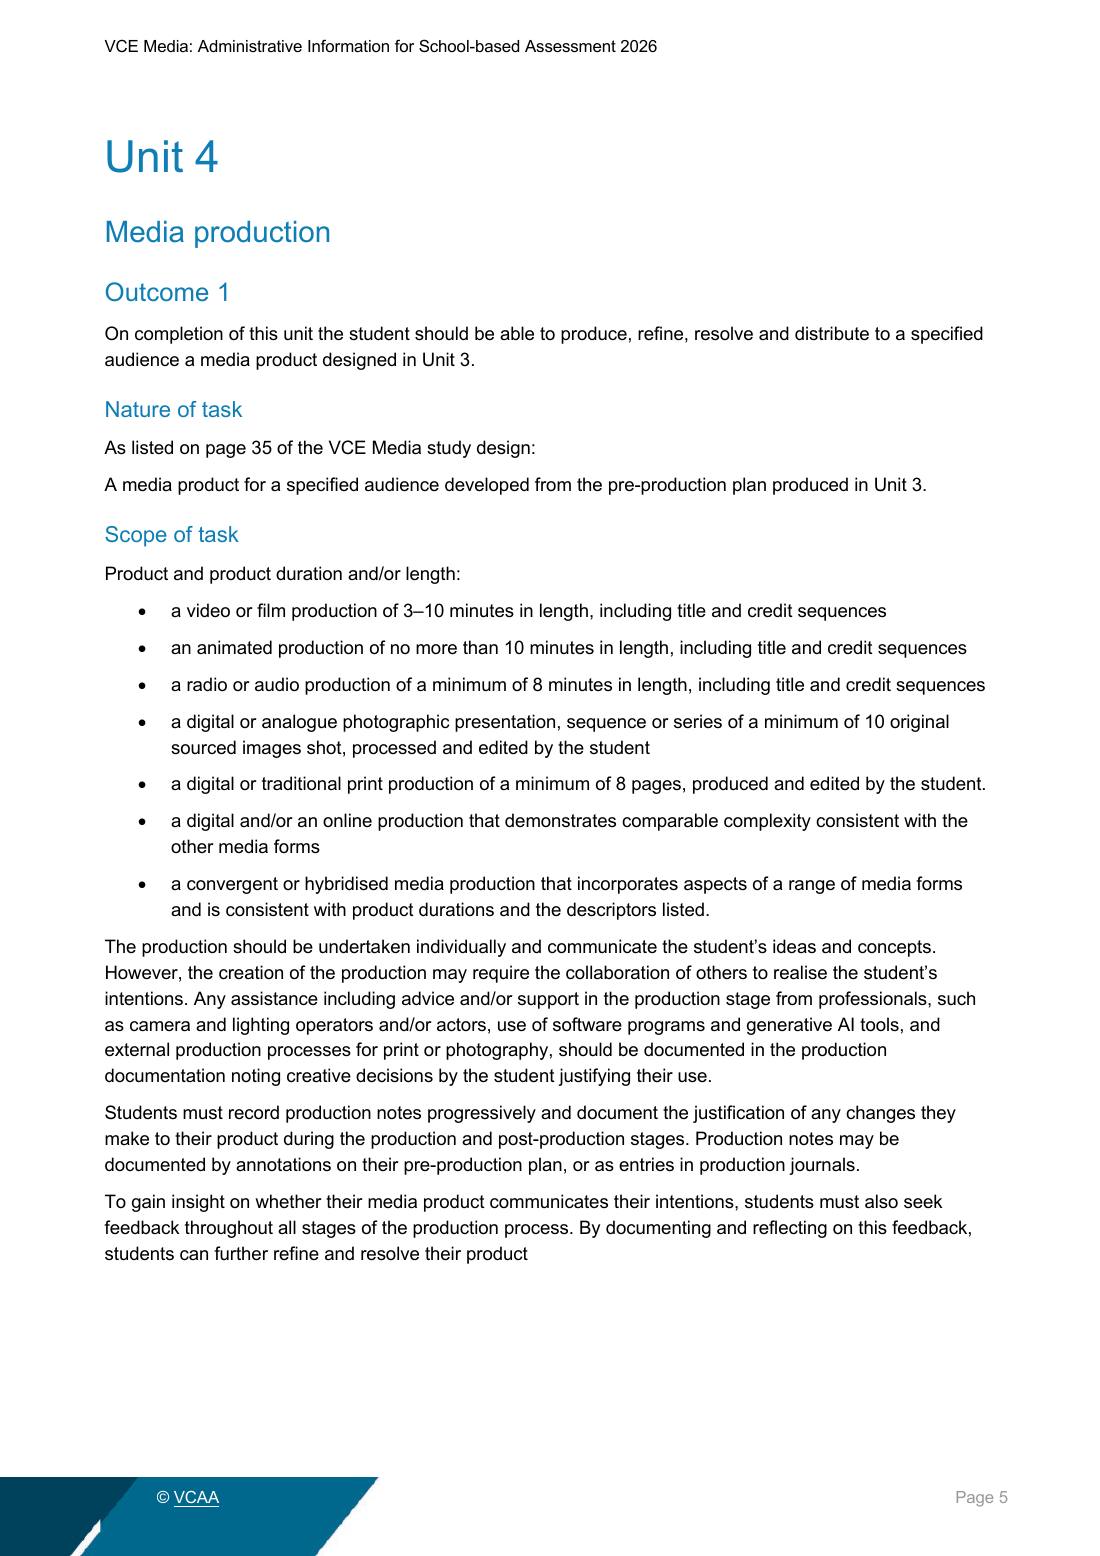 VCE Media: Administrative Information for School-based Assessment 2026
Unit 4
Media production
Outcome 1
On completion of this unit the student should be able to produce, refine, resolve and distribute to a specified
audience a media product designed in Unit 3.
Nature of task
As listed on page 35 of the VCE Media study design:
A media product for a specified audience developed from the pre-production plan produced in Unit 3.
Scope of task
Product and product duration and/or length:
• a video or film production of 3–10 minutes in length, including title and credit sequences
• an animated production of no more than 10 minutes in length, including title and credit sequences
• a radio or audio production of a minimum of 8 minutes in length, including title and credit sequences
• a digital or analogue photographic presentation, sequence or series of a minimum of 10 original
sourced images shot, processed and edited by the student
• a digital or traditional print production of a minimum of 8 pages, produced and edited by the student.
• a digital and/or an online production that demonstrates comparable complexity consistent with the
other media forms
• a convergent or hybridised media production that incorporates aspects of a range of media forms
and is consistent with product durations and the descriptors listed.
The production should be undertaken individually and communicate the student’s ideas and concepts.
However, the creation of the production may require the collaboration of others to realise the student’s
intentions. Any assistance including advice and/or support in the production stage from professionals, such
as camera and lighting operators and/or actors, use of software programs and generative AI tools, and
external production processes for print or photography, should be documented in the production
documentation noting creative decisions by the student justifying their use.
Students must record production notes progressively and document the justification of any changes they
make to their product during the production and post-production stages. Production notes may be
documented by annotations on their pre-production plan, or as entries in production journals.
To gain insight on whether their media product communicates their intentions, students must also seek
feedback throughout all stages of the production process. By documenting and reflecting on this feedback,
students can further refine and resolve their product
© VCAA
Page 5